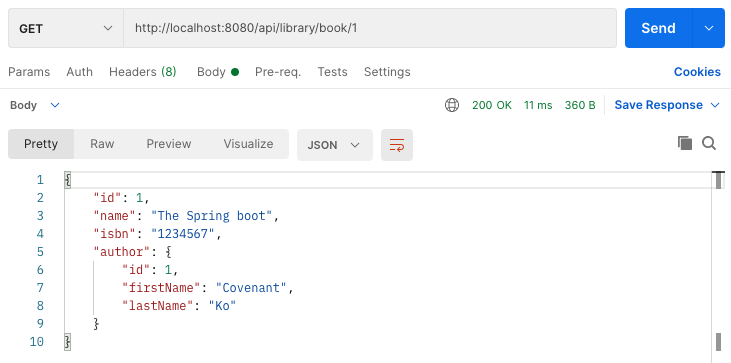 GET http://localhost:8080/api/library/book/1 Send
Params Auth Headers (8) Body Pre-req. Tests Settings Cookies
Body 200 OK 11 ms 360 B Save Response
Pretty Raw Preview Visualize JSON
1 {
2 "id": 1,
3 "name": "The Spring boot",
4 "isbn": "1234567",
5 "author": {
6 "id": 1,
7 "firstName": "Covenant",
8 "lastName": "Ko"
9 }
10 }